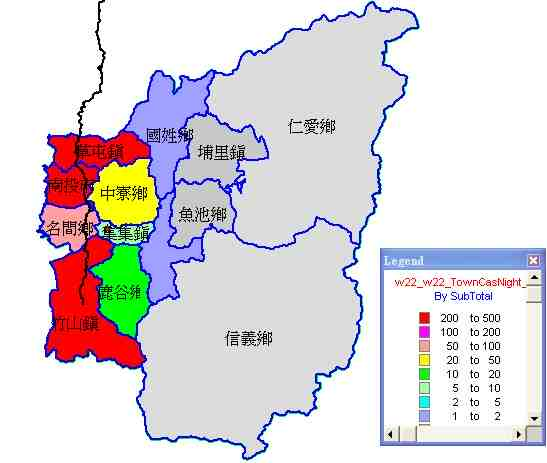 國姓鄉
仁愛鄉
草屯鎮
埔里鎮
南投市
中寮鄉
魚池鄉
名間鄉
集集鎮
鹿谷鄉
竹山鎮
信義鄉
Legend
w22_w22_TownCasNight_
By SubTotal
200 to 500
100 to 200
50 to 100
20 to 50
10 to 20
5 to 10
2 to 5
1 to 2